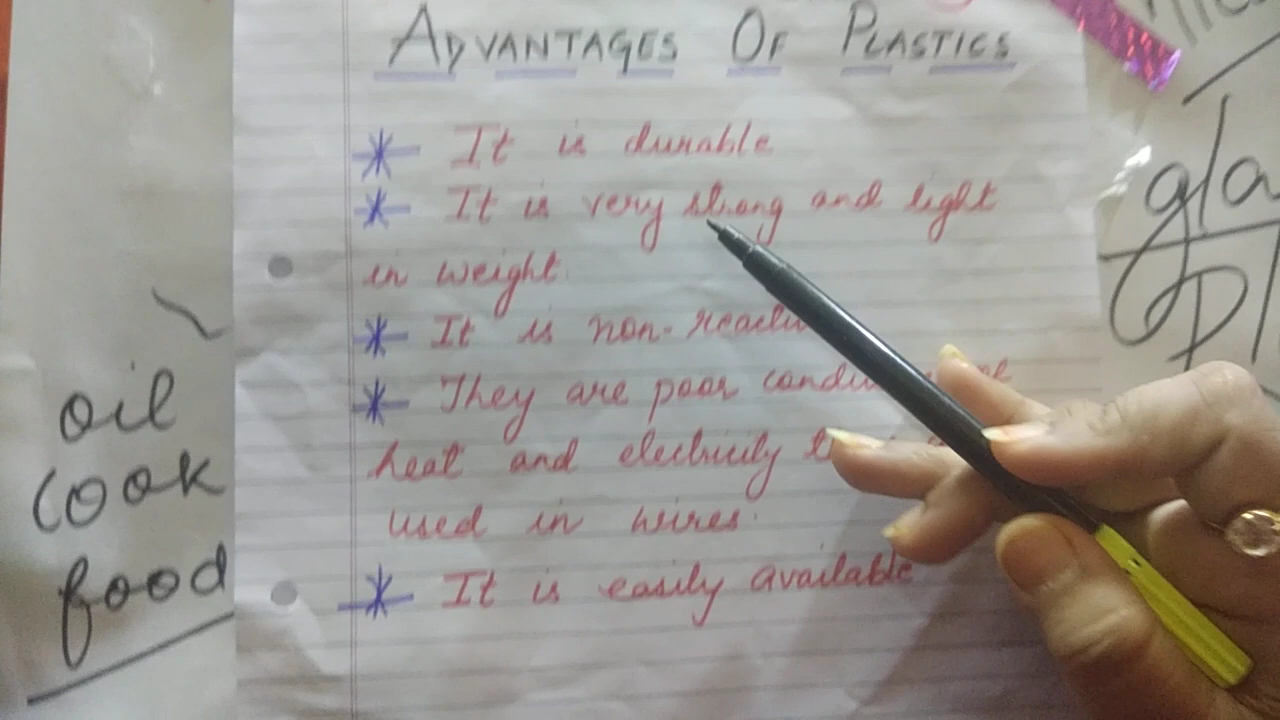 ADVANTAGES OF PLASTICS
It is durable
It is very strong and light
in weight.
It is non-
They are poor
heat and electricity
used in wires.
It is easily available
oil
cook
food